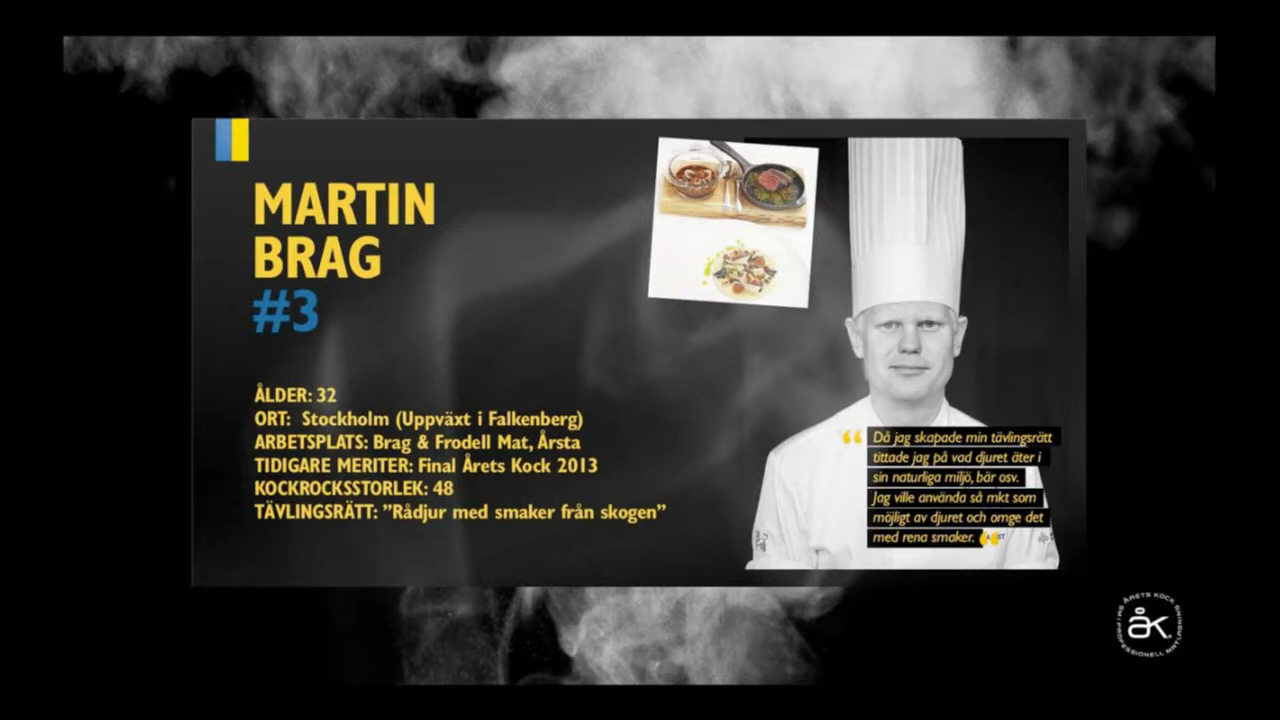 MARTIN
BRAG
#3
ÅLDER: 32
ORT: Stockholm (Uppväxt i Falkenberg)
ARBETSPLATS: Brag & Frodell Mat, Årsta
TIDIGARE MERITER: Final Årets Kock 2013
KOCKROCKSSTORLEK: 48
TÄVLINGSRÄTT: ”Rådjur med smaker från skogen”
“ Då jag skapade min tävlingsrätt
tittade jag på vad djuret äter i
sin naturliga miljö, bär osv.
Jag ville använda så mkt som
möjligt av djuret och omge det
med rena smaker. “
ÅRETS KOCK
åK